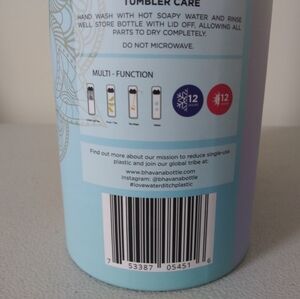 TUMBLER CARE
HAND WASH WITH HOT SOAPY WATER AND RINSE
WELL. STORE BOTTLE WITH LID OFF, ALLOWING ALL
PARTS TO DRY COMPLETELY.
DO NOT MICROWAVE.
MULTI - FUNCTION
12
12
Find out more about our mission to reduce single-use
plastic and join our global tribe at:
www.bhavanabottle.com
Instagram: @bhavanabottle
#lovewaterditchplastic
7 53387 05451 6